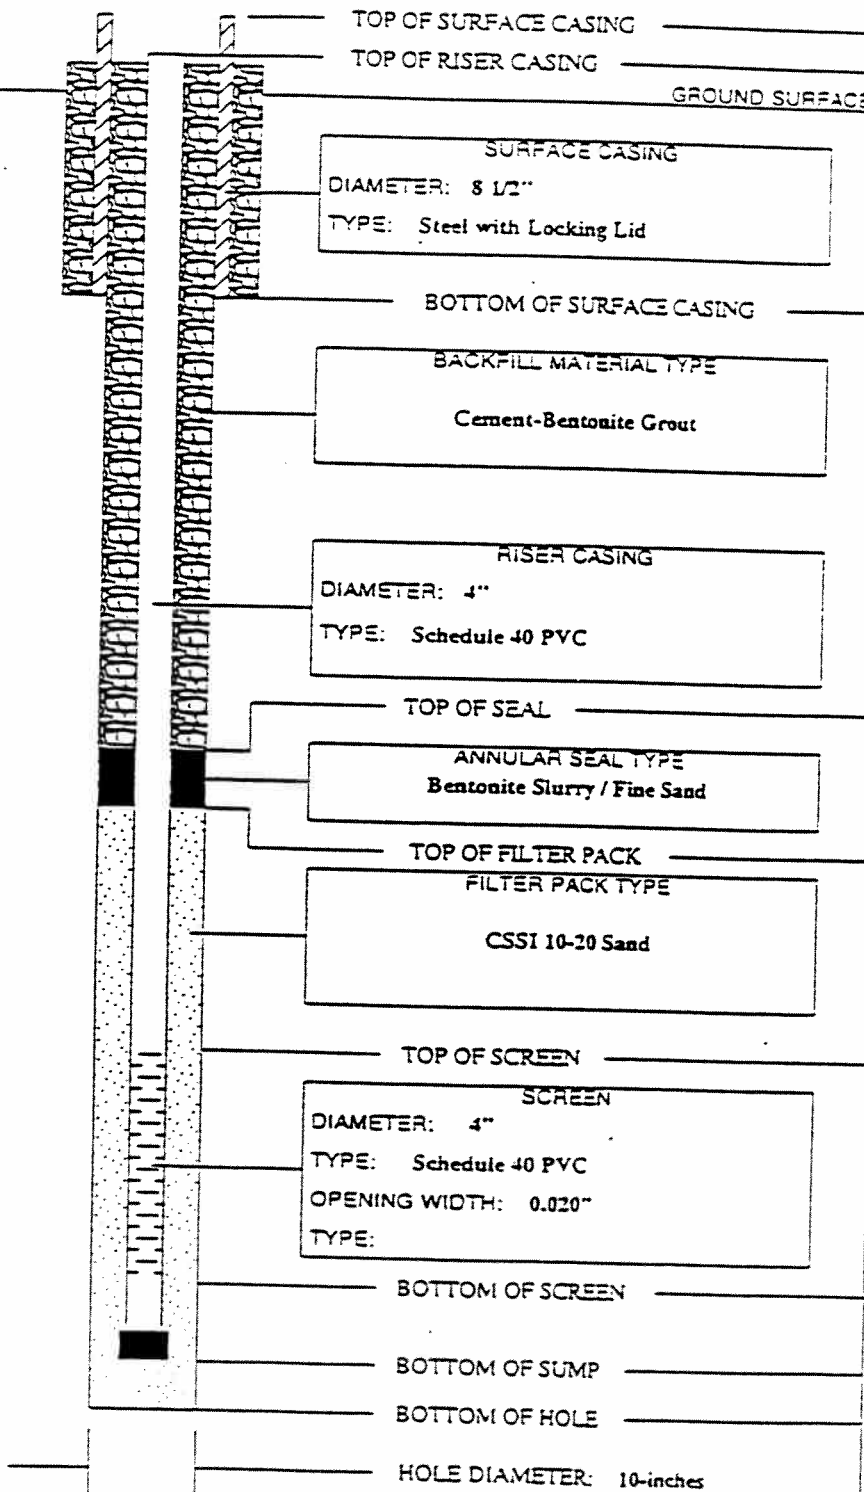 TOP OF SURFACE CASING
TOP OF RISER CASING
GROUND SURFACE
SURFACE CASING
DIAMETER: 8 1/2"
TYPE: Steel with Locking Lid
BOTTOM OF SURFACE CASING
BACKFILL MATERIAL TYPE
Cement-Bentonite Grout
RISER CASING
DIAMETER: 4"
TYPE: Schedule 40 PVC
TOP OF SEAL
ANNULAR SEAL TYPE
Bentonite Slurry / Fine Sand
TOP OF FILTER PACK
FILTER PACK TYPE
CSSI 10-20 Sand
TOP OF SCREEN
SCREEN
DIAMETER: 4"
TYPE: Schedule 40 PVC
OPENING WIDTH: 0.020"
TYPE:
BOTTOM OF SCREEN
BOTTOM OF SUMP
BOTTOM OF HOLE
HOLE DIAMETER: 10-inches